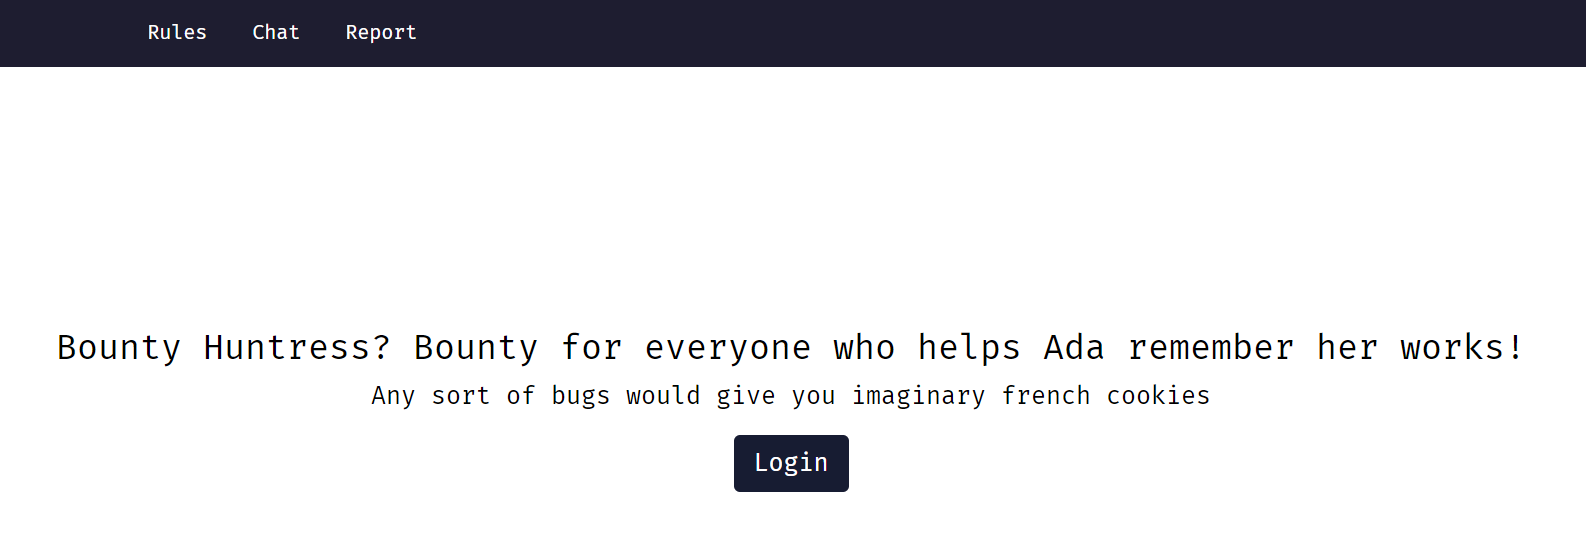 Rules Chat Report
Bounty Huntress? Bounty for everyone who helps Ada remember her works!
Any sort of bugs would give you imaginary french cookies
Login